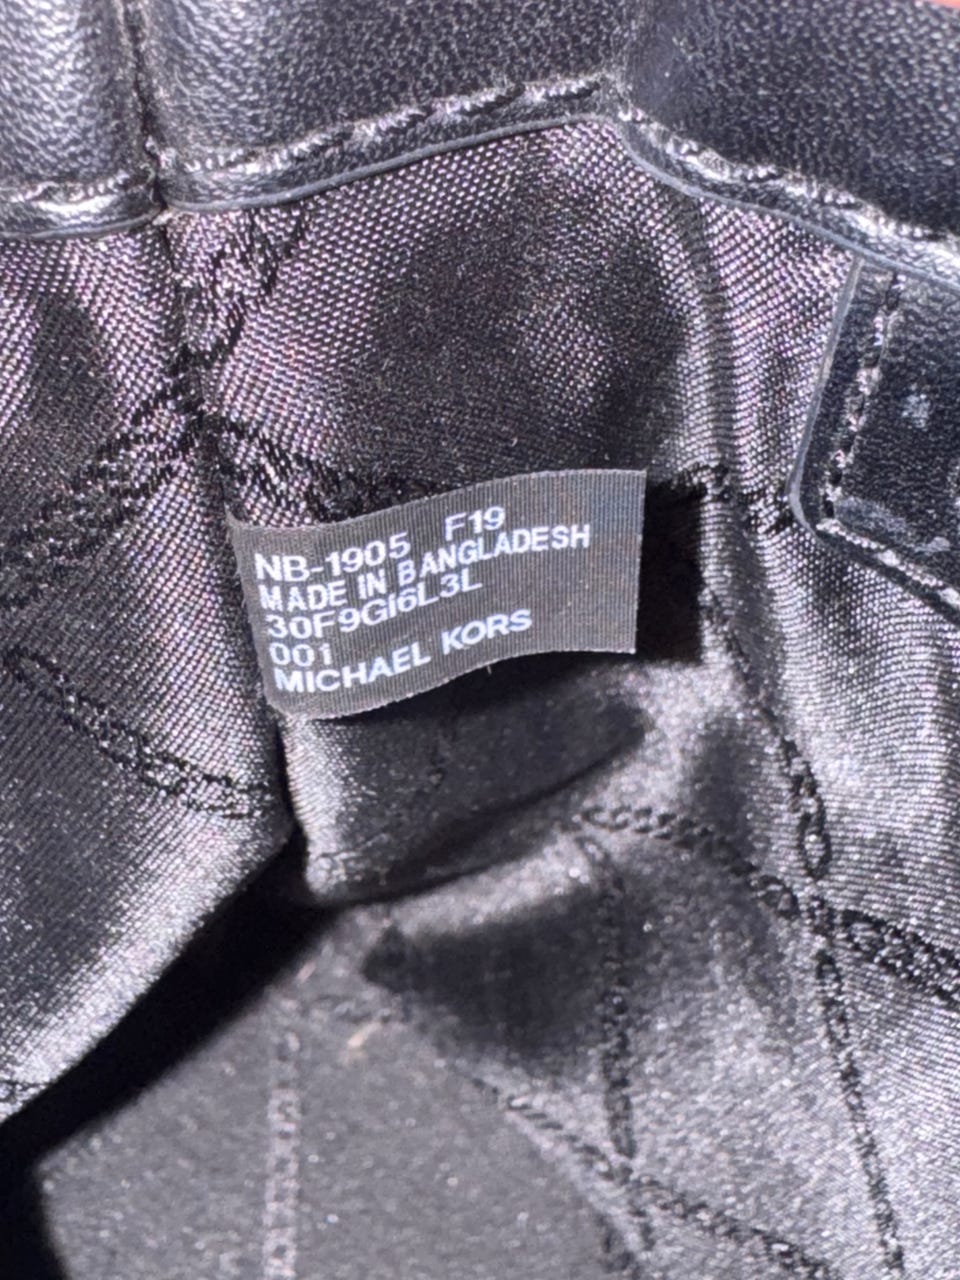 NB-1905 F19
MADE IN BANGLADESH
30F9GI6L3L
001
MICHAEL KORS